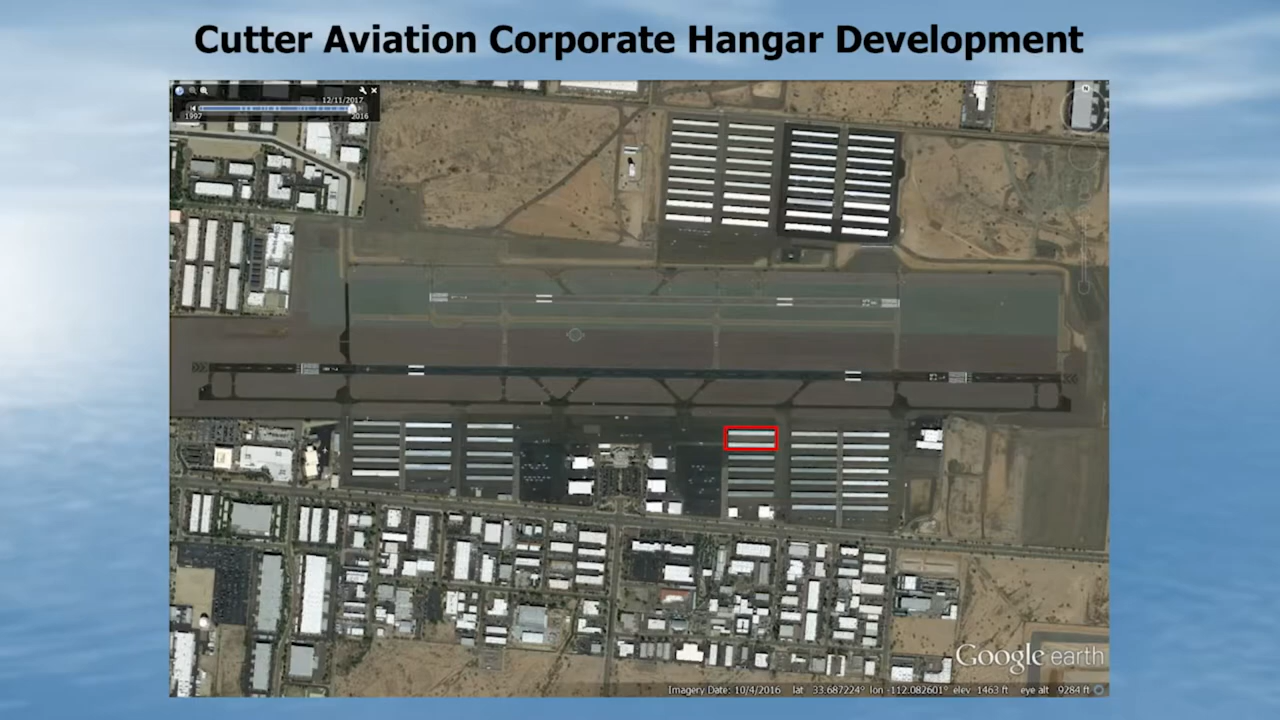 Cutter Aviation Corporate Hangar Development
12/11/2017
1997
2016
N
Google earth
Imagery Date: 10/4/2016 lat 33.687224° lon -112.082601° elev 1463 ft eye alt 9284 ft